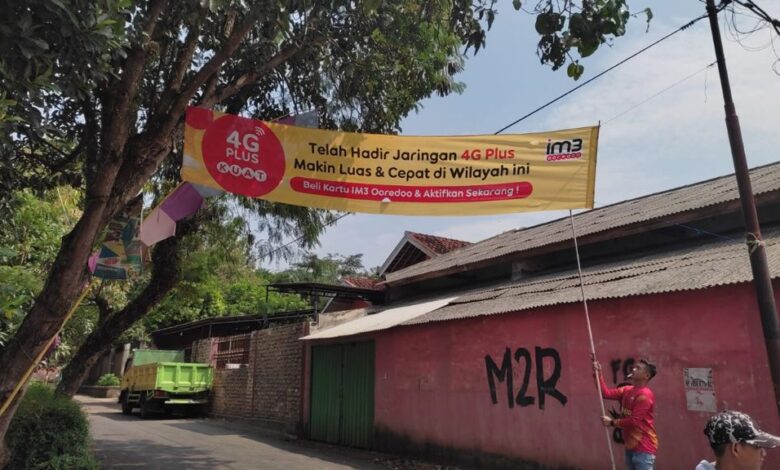 4G
PLUS
KUAT
Telah Hadir Jaringan 4G Plus
Makin Luas & Cepat di Wilayah ini
Beli Kartu IM3 Ooredoo & Aktifkan Sekarang !
im3
ooredoo
M2R